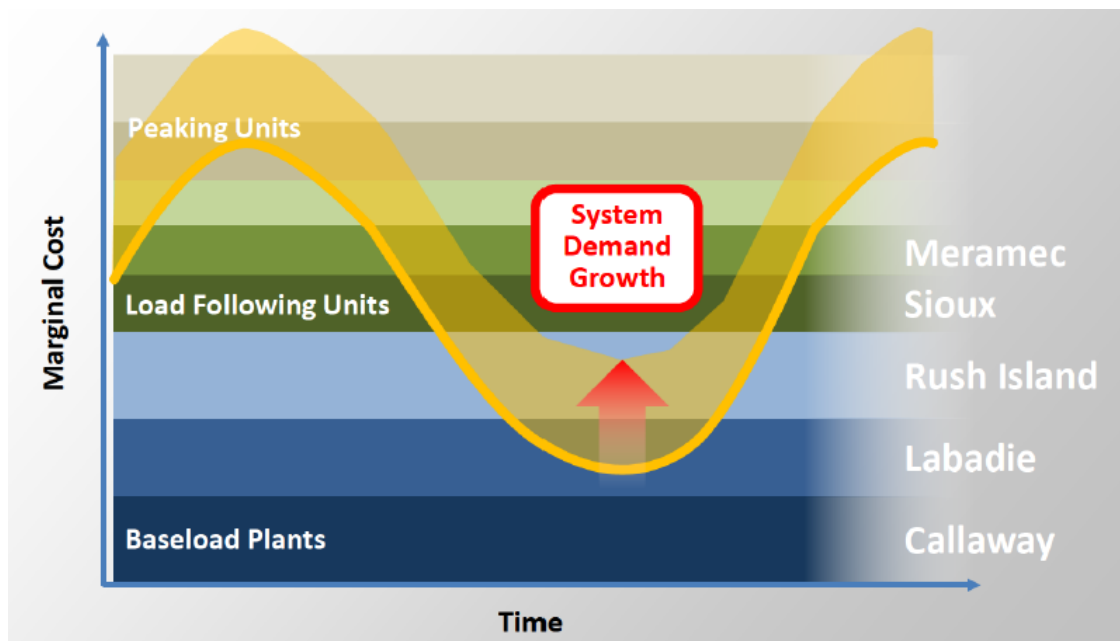 Peaking Units
System
Demand
Growth
Meramec
Load Following Units
Sioux
Rush Island
Labadie
Baseload Plants
Callaway
Marginal Cost
Time